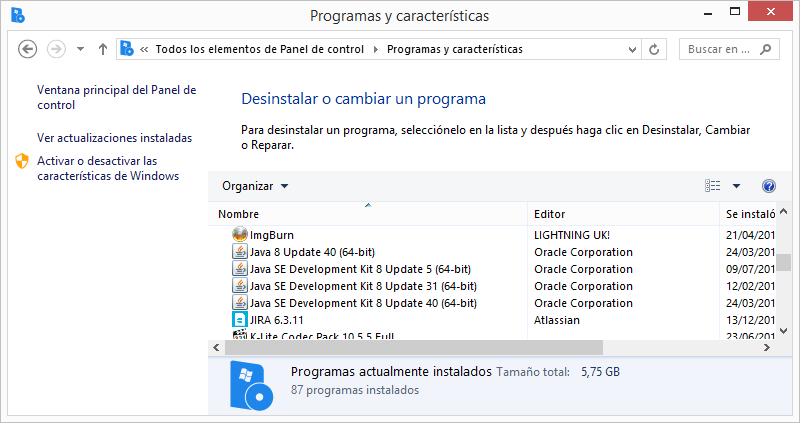 Programas y características
« Todos los elementos de Panel de control Programas y características
Buscar en ...
Ventana principal del Panel de
control
Ver actualizaciones instaladas
Activar o desactivar las
características de Windows
Desinstalar o cambiar un programa
Para desinstalar un programa, selecciónelo en la lista y después haga clic en Desinstalar, Cambiar
o Reparar.
Organizar
Nombre Editor Se instaló
ImgBurn LIGHTNING UK! 21/04/201
Java 8 Update 40 (64-bit) Oracle Corporation 24/03/201
Java SE Development Kit 8 Update 5 (64-bit) Oracle Corporation 09/07/201
Java SE Development Kit 8 Update 31 (64-bit) Oracle Corporation 12/02/201
Java SE Development Kit 8 Update 40 (64-bit) Oracle Corporation 24/03/201
JIRA 6.3.11 Atlassian 13/12/201
K-Lite Codec Pack 10.5.5 Full 23/06/201
Programas actualmente instalados Tamaño total: 5,75 GB
87 programas instalados